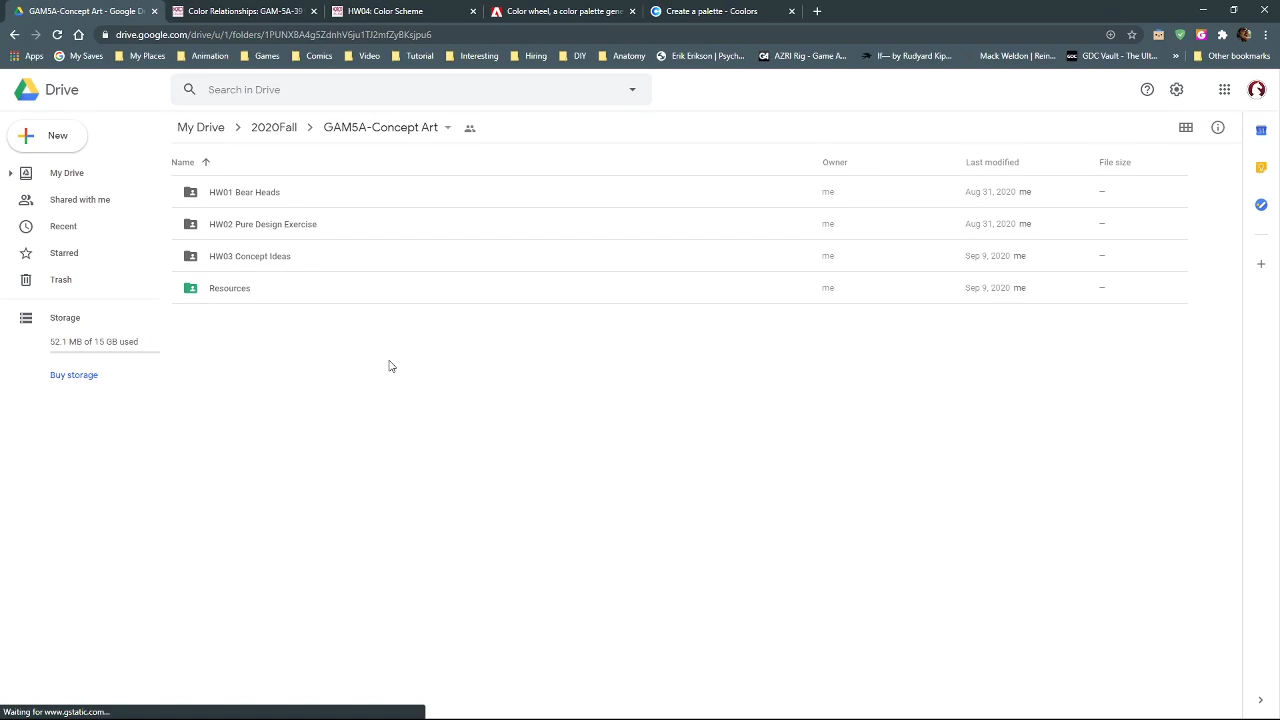 GAM5A-Concept Art - Google D
Color Relationships: GAM-5A-39
HW04: Color Scheme
Color wheel, a color palette gene
Create a palette - Coolors
drive.google.com/drive/u/1/folders/1PUNX8A4g5ZdnhV6ju1TJ2mfZyBKsjpu6
Apps
My Saves
My Places
Animation
Games
Comics
Video
Tutorial
Interesting
Hiring
DIY
Anatomy
Erik Erikson | Psych...
AZRI Rig - Game A...
If— by Rudyard Kip...
Mack Weldon | Rein...
GDC Vault - The Ult...
»
Other bookmarks
Drive
Search in Drive
New
My Drive
2020Fall
GAM5A-Concept Art
Name
Owner
Last modified
File size
My Drive
HW01 Bear Heads
me
Aug 31, 2020 me
—
Shared with me
HW02 Pure Design Exercise
me
Aug 31, 2020 me
—
Recent
Starred
HW03 Concept Ideas
me
Sep 9, 2020 me
—
Trash
Resources
me
Sep 9, 2020 me
—
Storage
52.1 MB of 15 GB used
Buy storage
Waiting for www.gstatic.com...